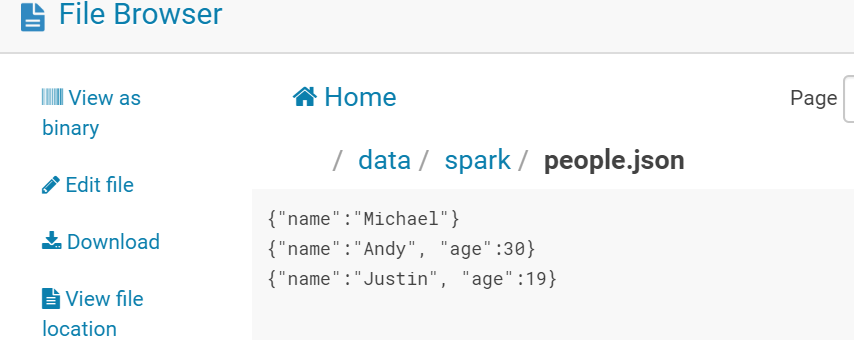 File Browser
View as
binary
Home
Page
/ data / spark / people.json
Edit file
{"name":"Michael"}
{"name":"Andy", "age":30}
{"name":"Justin", "age":19}
Download
View file
location